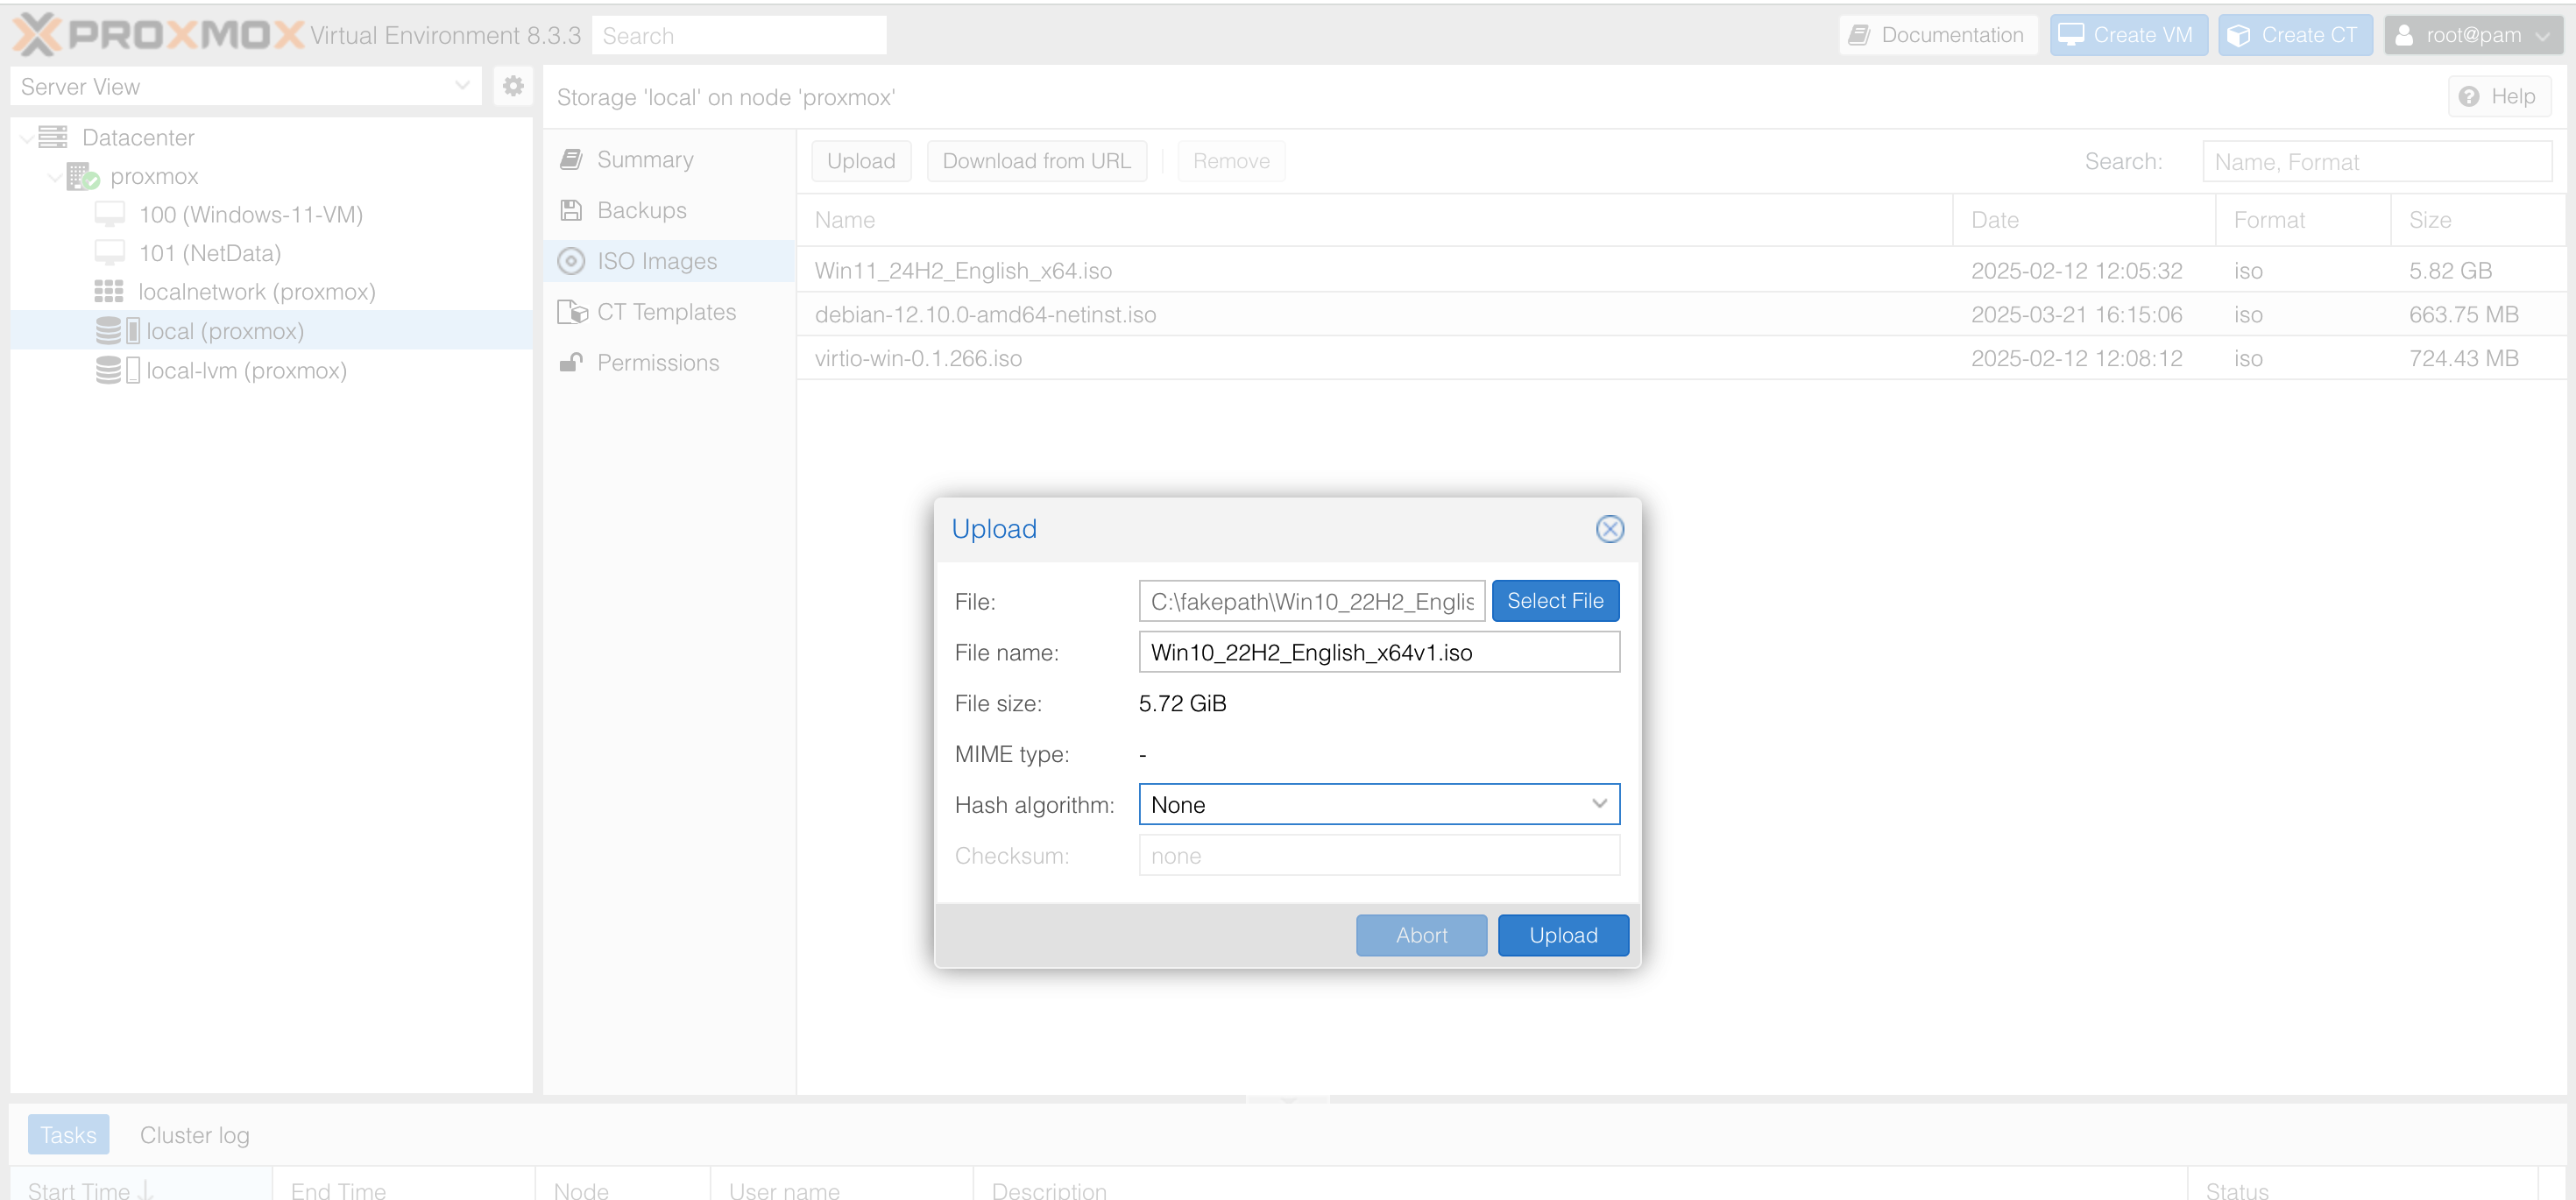 PROXMOX Virtual Environment 8.3.3 Search Documentation Create VM Create CT root@pam
Server View
Datacenter
proxmox
100 (Windows-11-VM)
101 (NetData)
localnetwork (proxmox)
local (proxmox)
local-lvm (proxmox)
Storage 'local' on node 'proxmox' Help
Summary
Backups
ISO Images
CT Templates
Permissions
Upload Download from URL Remove Search: Name, Format
Name Date Format Size
Win11_24H2_English_x64.iso 2025-02-12 12:05:32 iso 5.82 GB
debian-12.10.0-amd64-netinst.iso 2025-03-21 16:15:06 iso 663.75 MB
virtio-win-0.1.266.iso 2025-02-12 12:08:12 iso 724.43 MB
Upload
File: C:\fakepath\Win10_22H2_Englis Select File
File name: Win10_22H2_English_x64v1.iso
File size: 5.72 GiB
MIME type: -
Hash algorithm: None
Checksum: none
Abort Upload
Tasks Cluster log
Start Time End Time Node User name Description Status